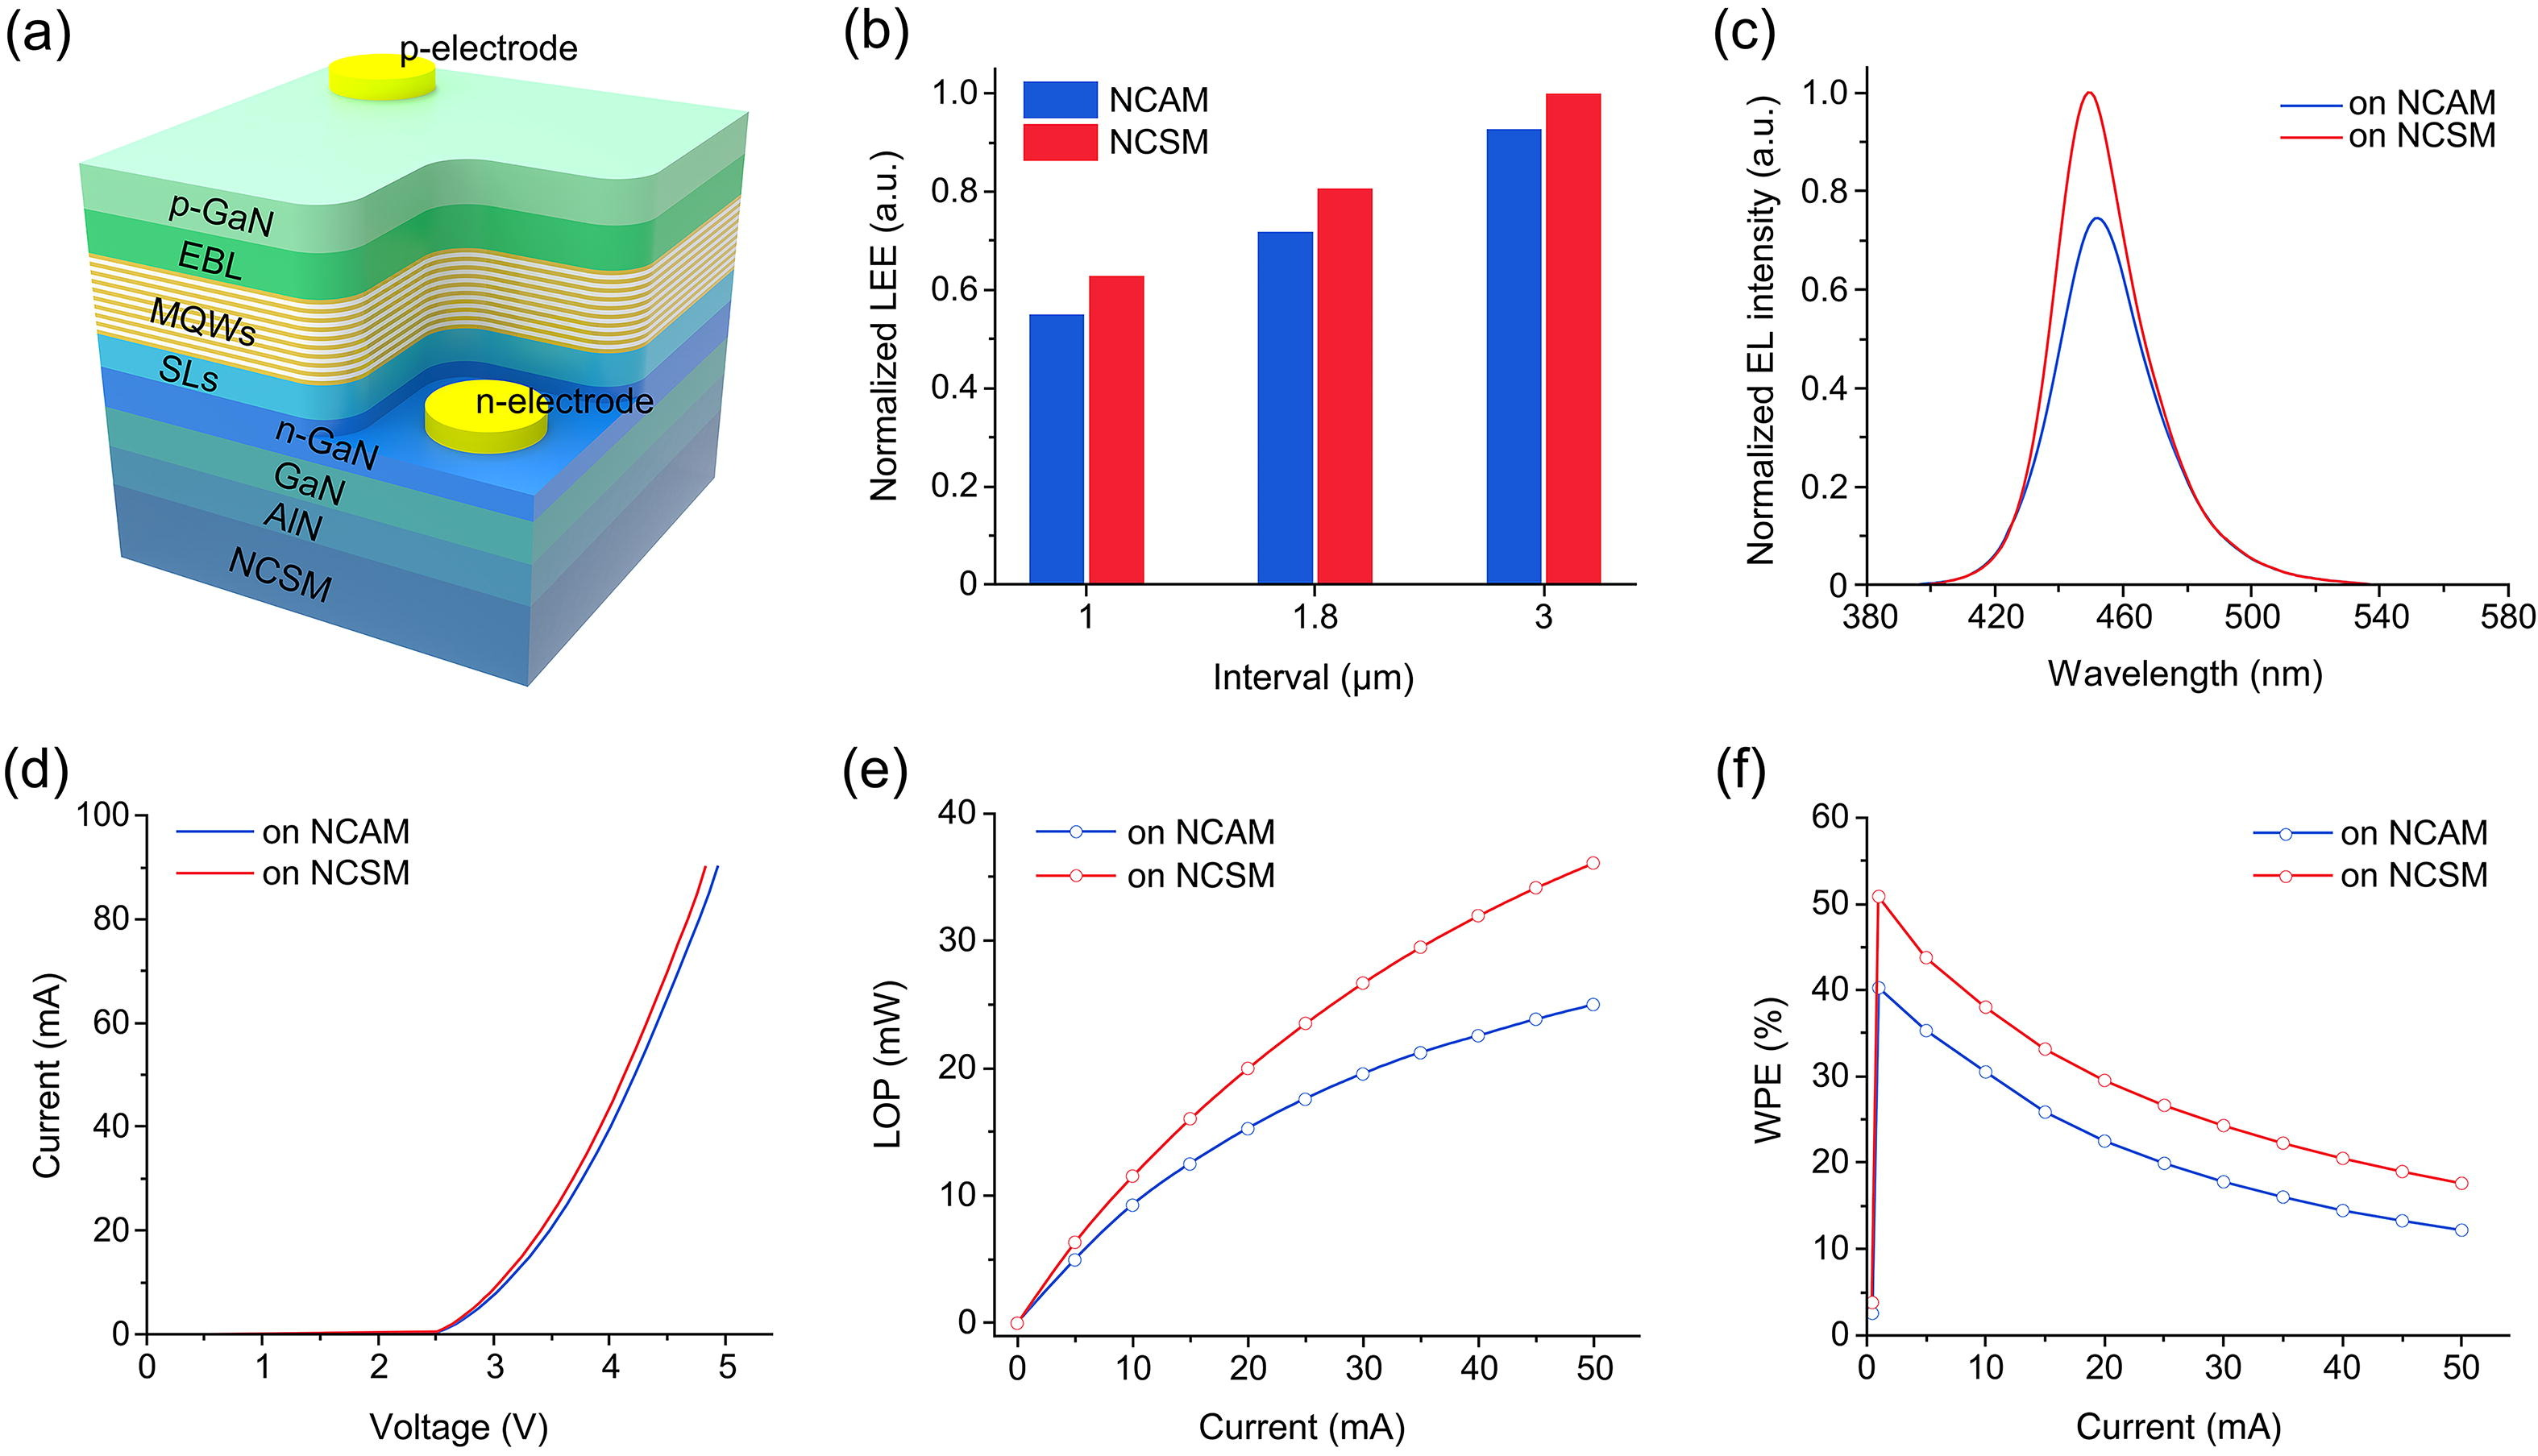 (a)
p-electrode
p-GaN
EBL
MQWs
SLs
n-electrode
n-GaN
GaN
AlN
NCSM
(b)
NCAM
NCSM
Normalized LEE (a.u.)
1.0
0.8
0.6
0.4
0.2
0
1 1.8 3
Interval (µm)
(c)
on NCAM
on NCSM
Normalized EL intensity (a.u.)
1.0
0.8
0.6
0.4
0.2
0
380 420 460 500 540 580
Wavelength (nm)
(d)
on NCAM
on NCSM
Current (mA)
100
80
60
40
20
0
0 1 2 3 4 5
Voltage (V)
(e)
on NCAM
on NCSM
LOP (mW)
40
30
20
10
0
0 10 20 30 40 50
Current (mA)
(f)
on NCAM
on NCSM
WPE (%)
60
50
40
30
20
10
0
0 10 20 30 40 50
Current (mA)